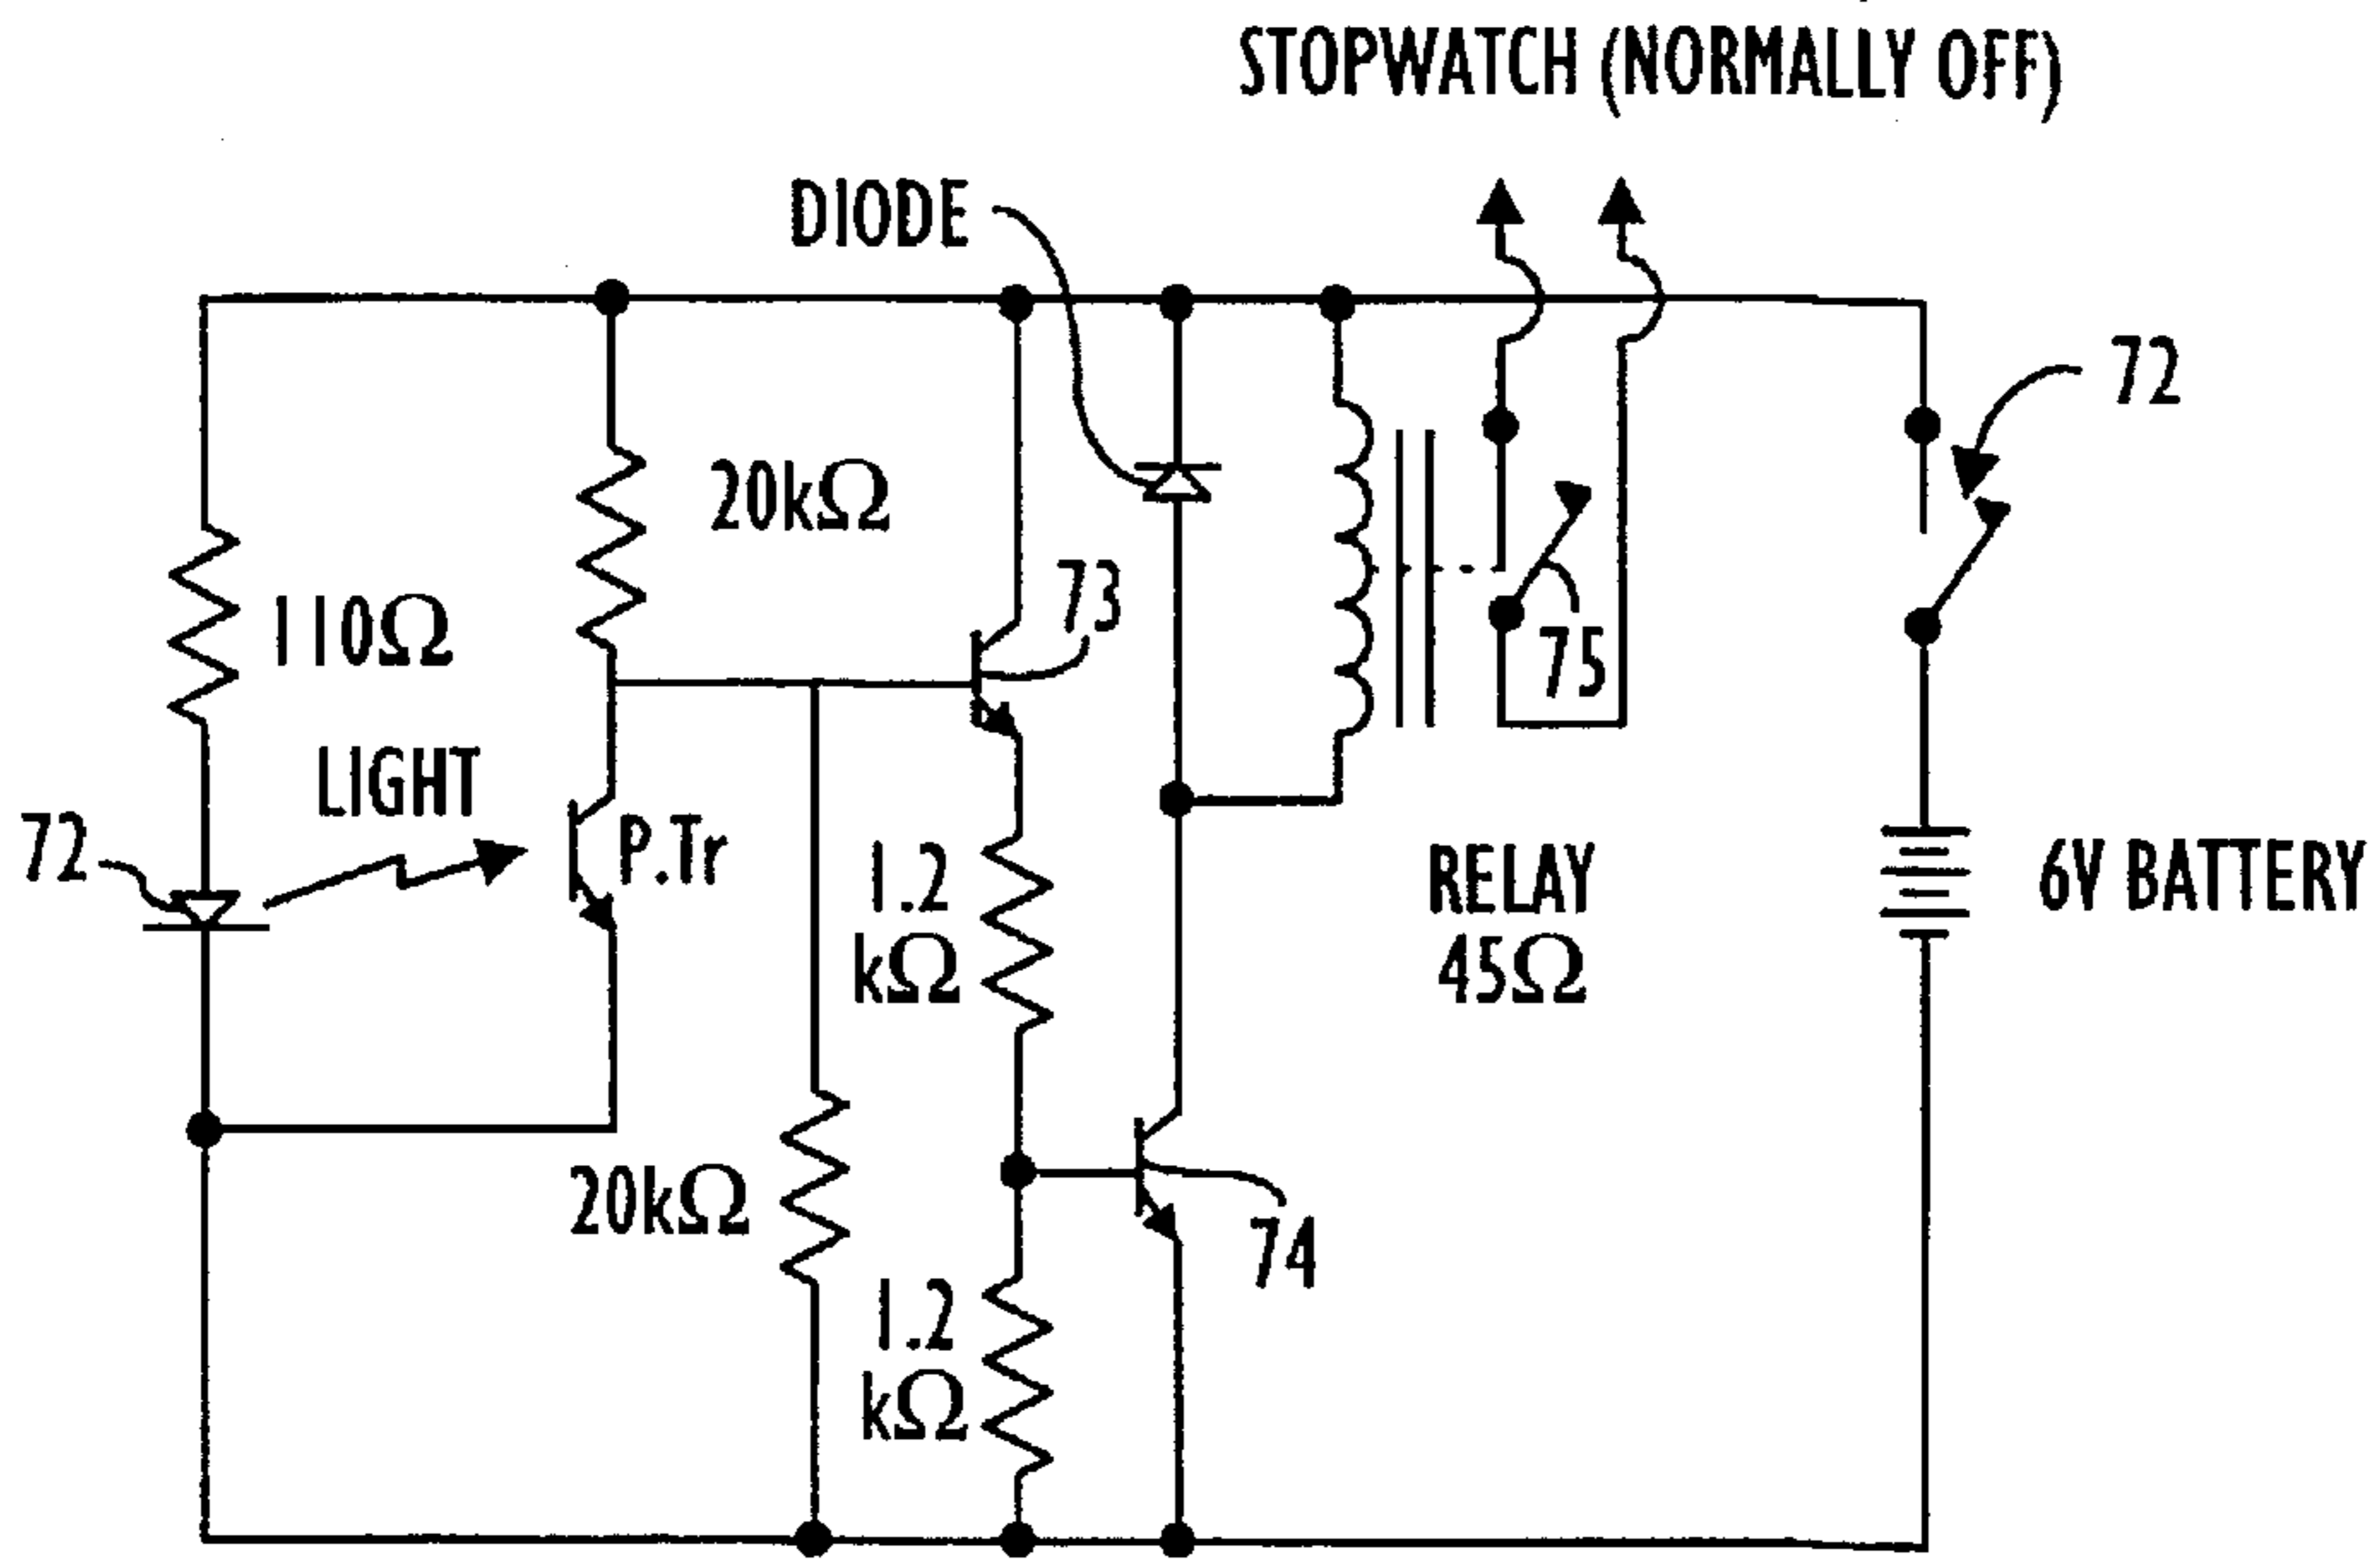 STOPWATCH (NORMALLY OFF)
DIODE
72
20kΩ
73
110Ω
75
LIGHT
72
P.Tr
1.2
kΩ
RELAY
45Ω
6V BATTERY
20kΩ
74
1.2
kΩ